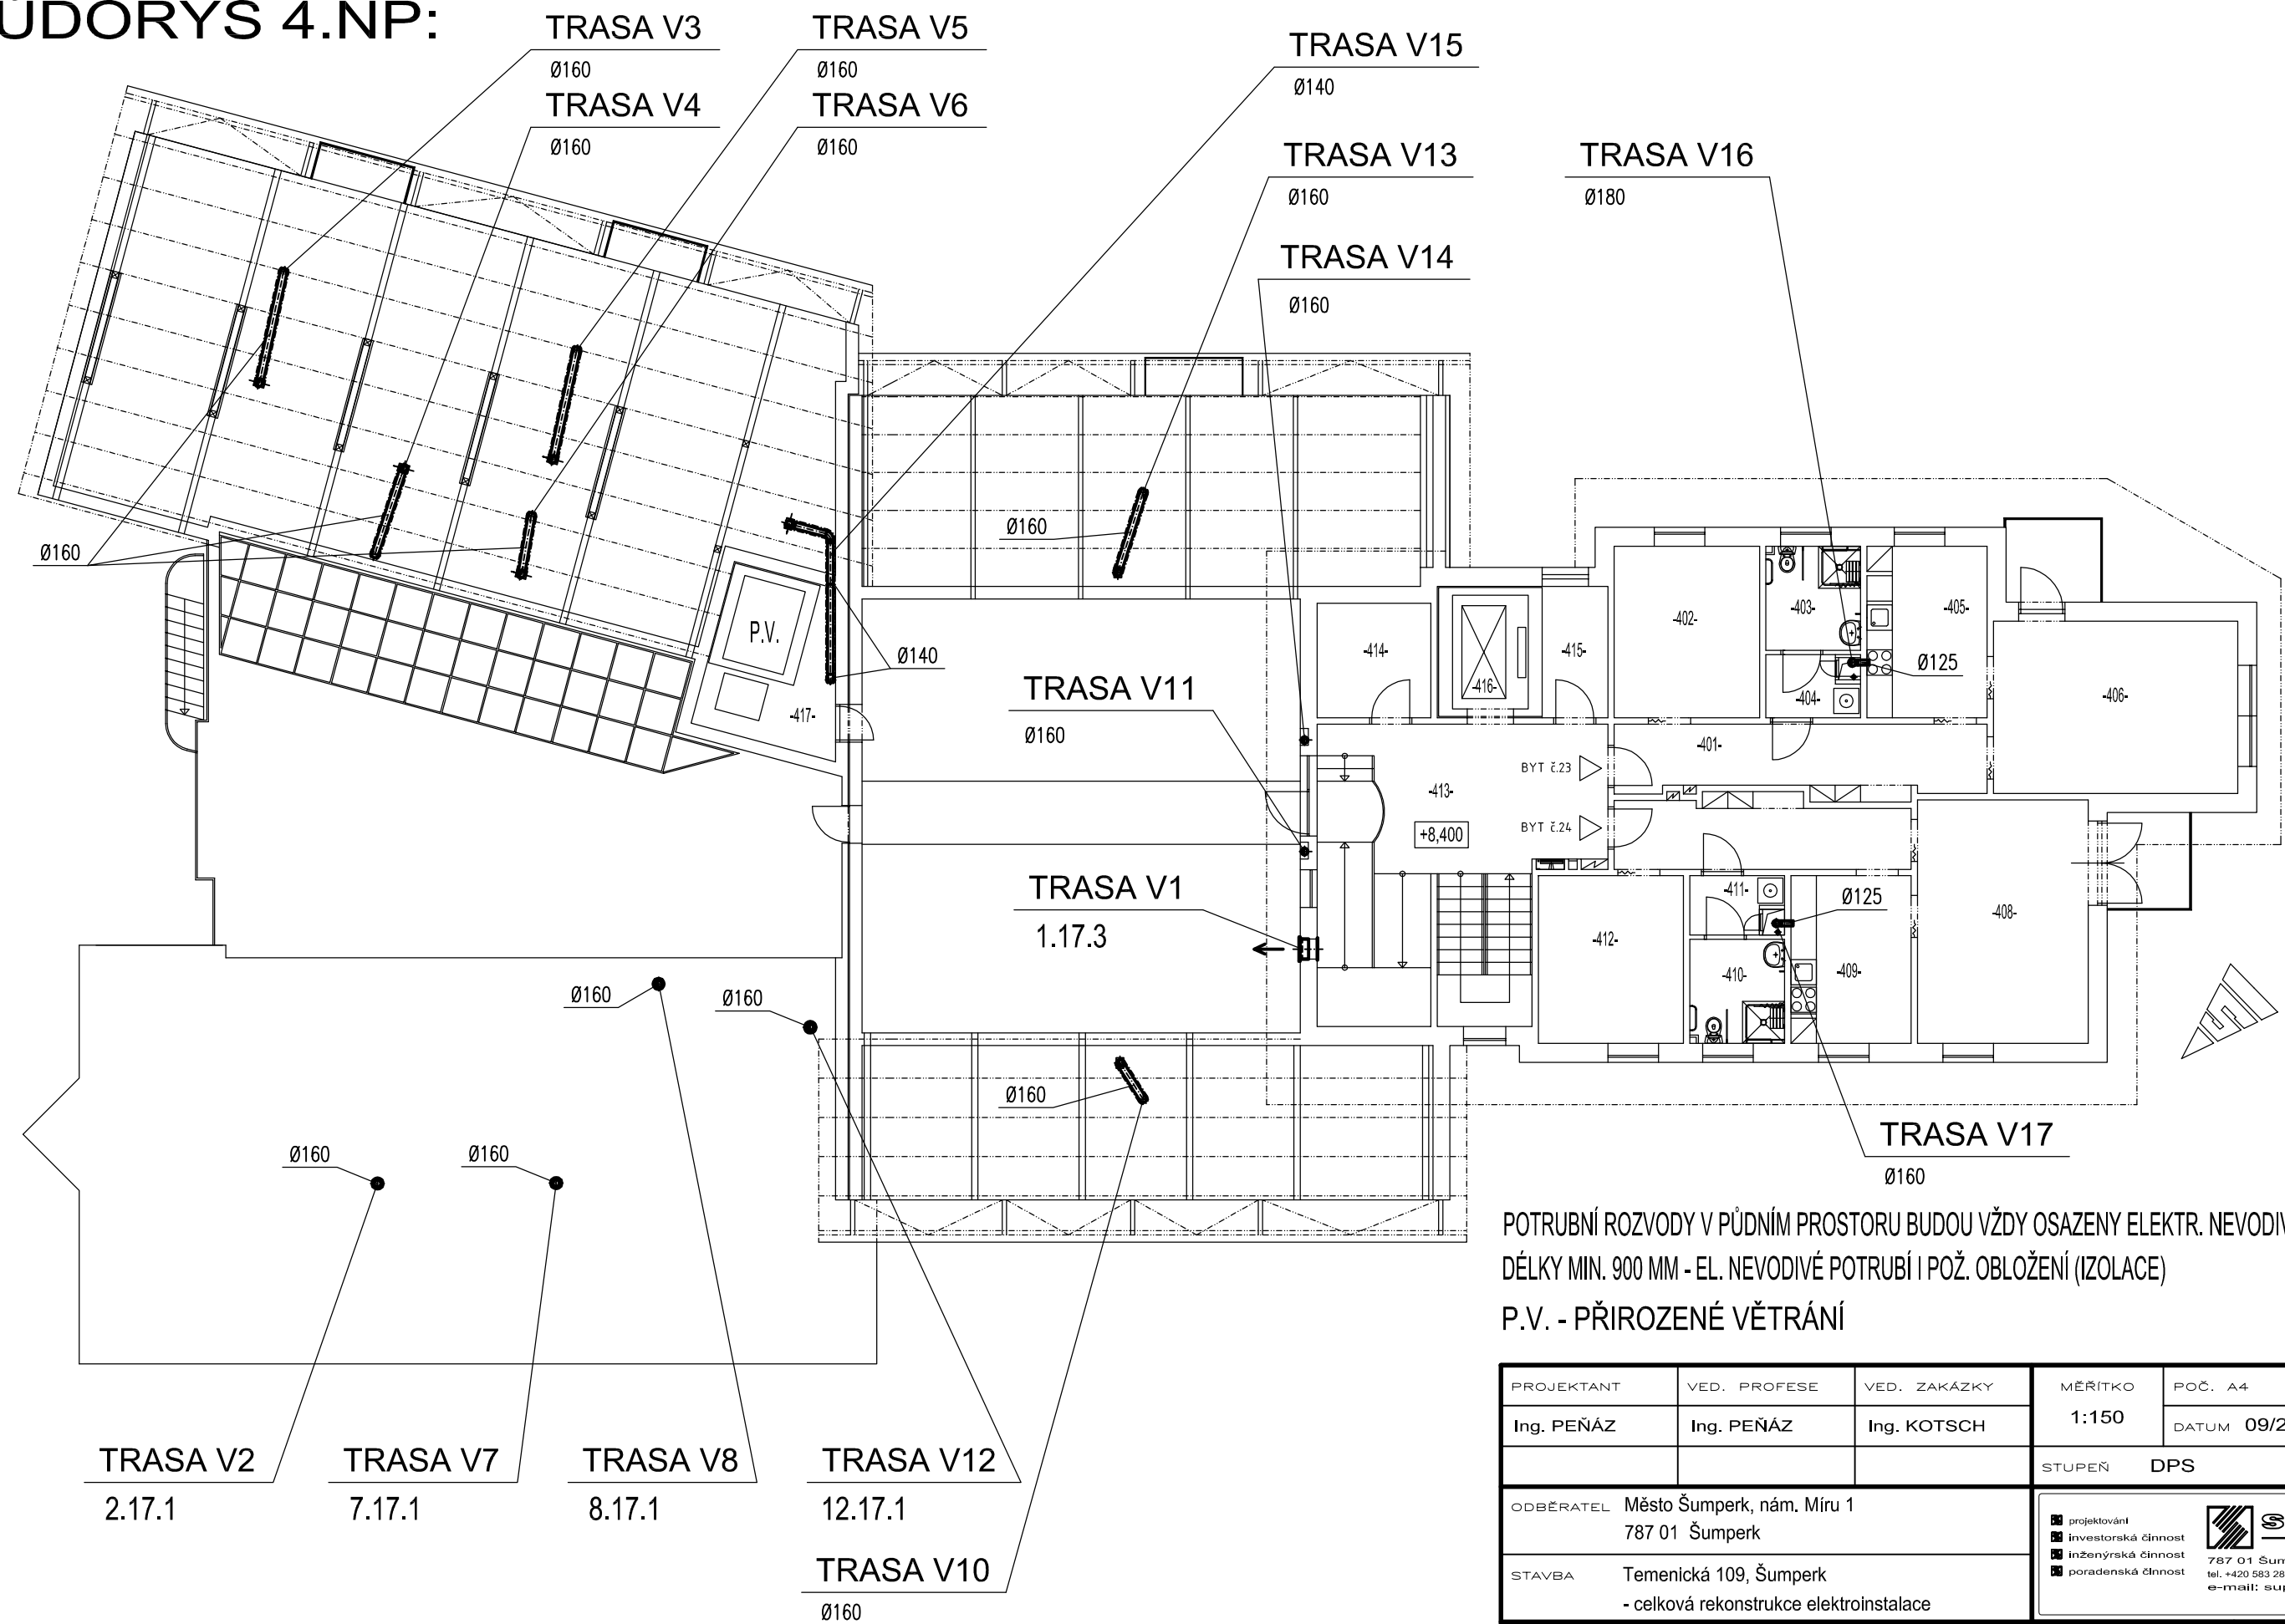 ŮDORYS 4.NP:
TRASA V3
Ø160
TRASA V4
Ø160
TRASA V5
Ø160
TRASA V6
Ø160
TRASA V15
Ø140
TRASA V13
Ø160
TRASA V14
Ø160
TRASA V16
Ø180
Ø160
Ø160
P.V.
Ø140
-417-
TRASA V11
Ø160
TRASA V1
1.17.3
-414-
-416-
-415-
-402-
-403-
-404-
-405-
Ø125
-406-
-401-
-413-
+8,400
BYT č.23
BYT č.24
-411-
Ø125
-412-
-410-
-409-
-408-
Ø160
Ø160
Ø160
Ø160
Ø160
TRASA V17
Ø160
TRASA V2
2.17.1
TRASA V7
7.17.1
TRASA V8
8.17.1
TRASA V12
12.17.1
TRASA V10
Ø160
POTRUBNÍ ROZVODY V PŮDNÍM PROSTORU BUDOU VŽDY OSAZENY ELEKTR.
DÉLKY MIN. 900 MM - EL. NEVODIVÉ POTRUBÍ I POŽ. OBLOŽENÍ (IZOLACE)
P.V. - PŘIROZENÉ VĚTRÁNÍ
PROJEKTANT VED. PROFESE VED. ZAKÁZKY MĚŘÍTKO POČ. A4
Ing. PEŇÁZ Ing. PEŇÁZ Ing. KOTSCH 1:150 DATUM 09/2
STUPEŇ DPS
ODBĚRATEL Město Šumperk, nám. Míru 1
787 01 Šumperk
STAVBA Temenická 109, Šumperk
- celková rekonstrukce elektroinstalace
projektování
investorská činnost
inženýrská činnost
poradenská činnost
787 01
tel. +420 583 28
e-mail: